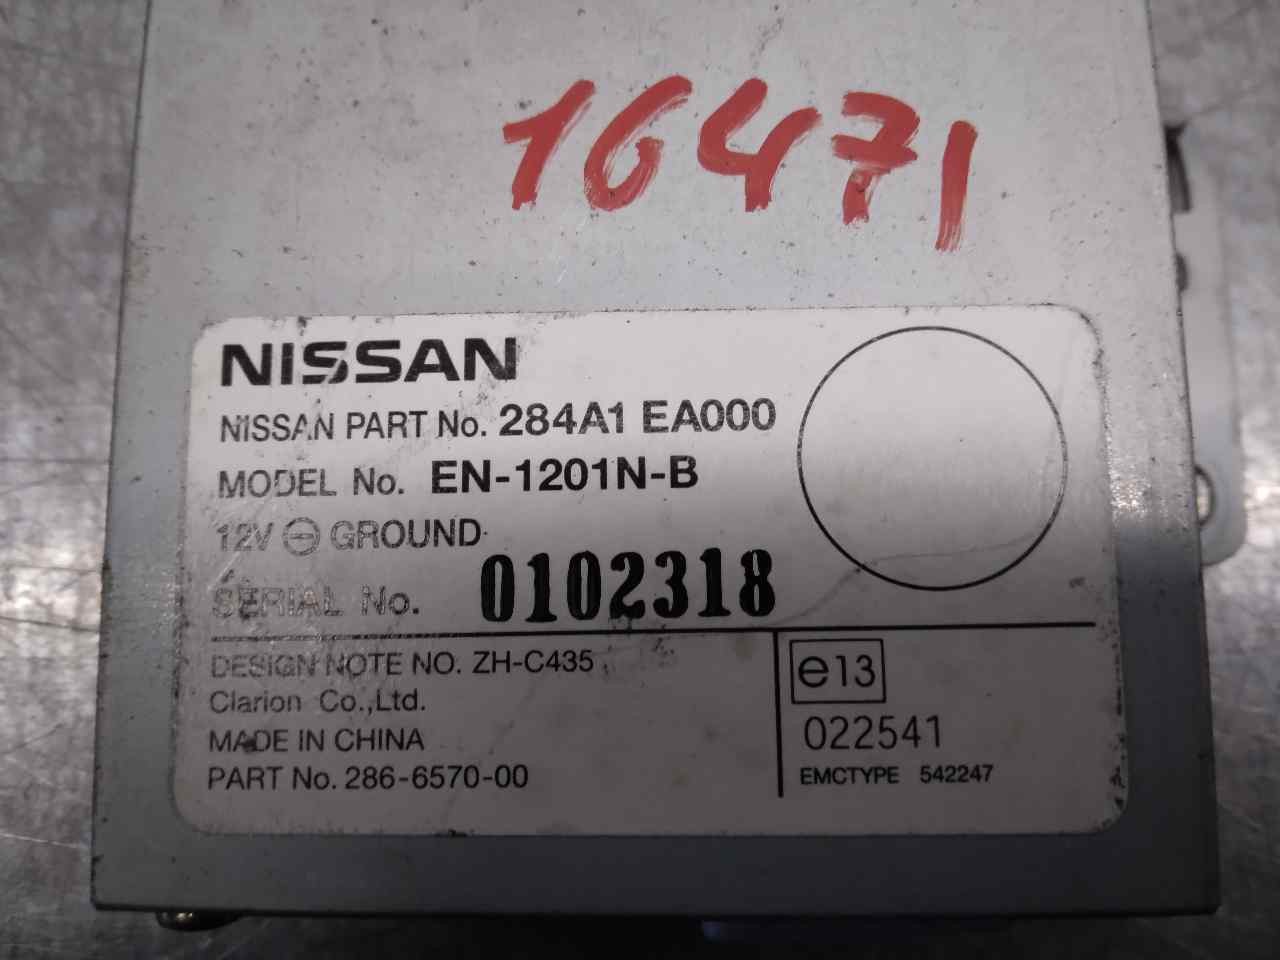 16471
NISSAN
NISSAN PART No. 284A1 EA000
MODEL No. EN-1201N-B
12V ⊖ GROUND
SERIAL No. 0102318
DESIGN NOTE NO. ZH-C435
Clarion Co.,Ltd.
MADE IN CHINA
PART No. 286-6570-00
e13
022541
EMCTYPE 542247